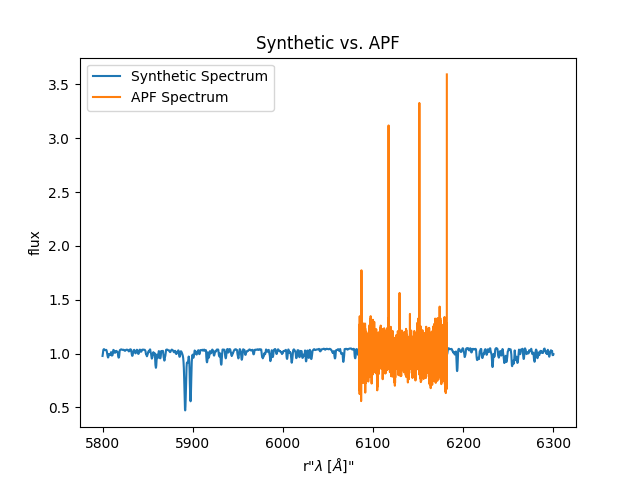 Synthetic vs. APF
Synthetic Spectrum
APF Spectrum
flux
3.5
3.0
2.5
2.0
1.5
1.0
0.5
5800 5900 6000 6100 6200 6300
r"λ [Å]"